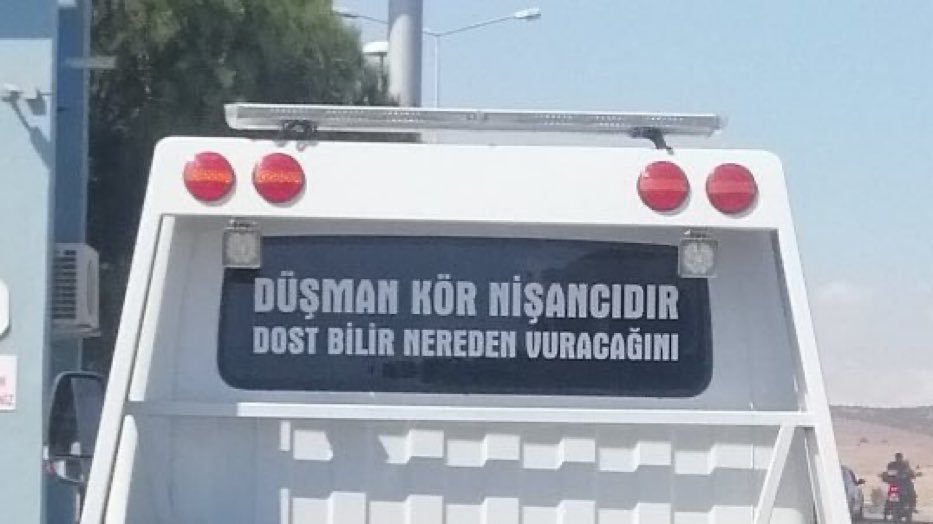 DÜŞMAN KÖR NİŞANCIDIR
DOST BİLİR NEREDEN VURACAĞINI